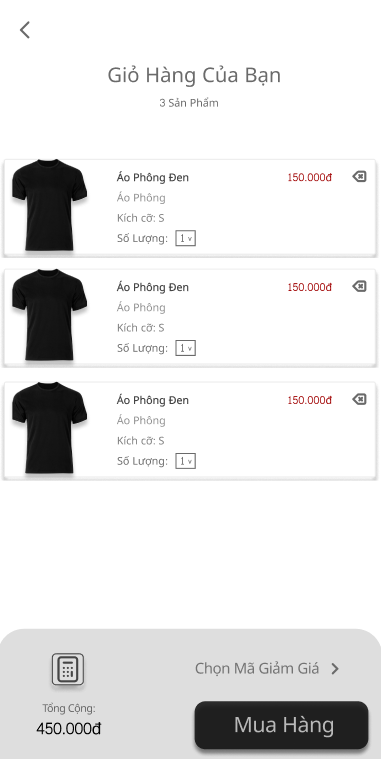 Giỏ Hàng Của Bạn
3 Sản Phẩm
Áo Phông Đen 150.000đ
Áo Phông
Kích cỡ: S
Số Lượng: 1 v
Áo Phông Đen 150.000đ
Áo Phông
Kích cỡ: S
Số Lượng: 1 v
Áo Phông Đen 150.000đ
Áo Phông
Kích cỡ: S
Số Lượng: 1 v
Chọn Mã Giảm Giá
Tổng Cộng:
450.000đ
Mua Hàng